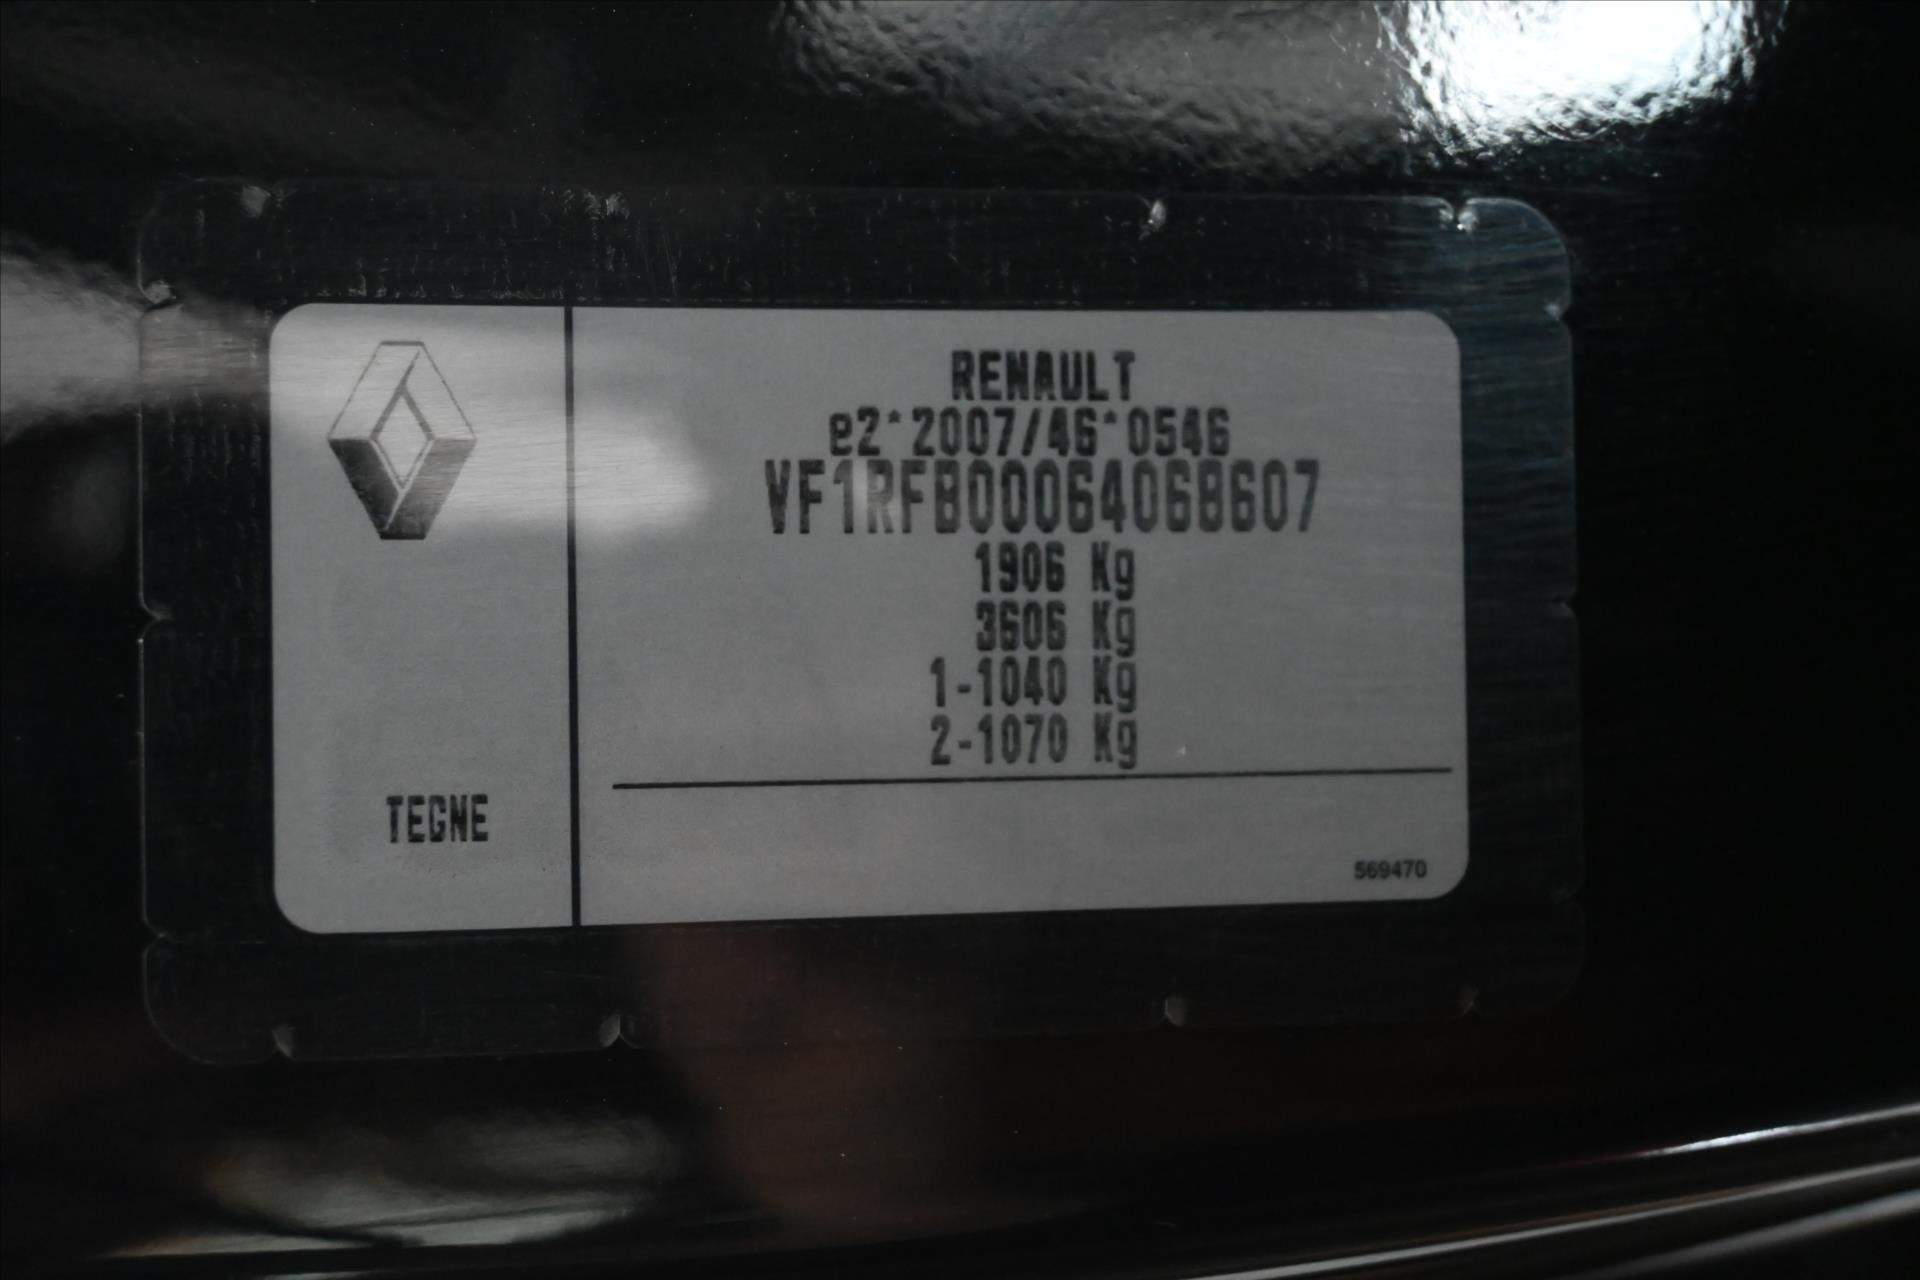 RENAULT
e2*2007/46*0546
VF1RFB00064068607
1906 Kg
3606 Kg
1-1040 Kg
2-1070 Kg
TEGNE
569470